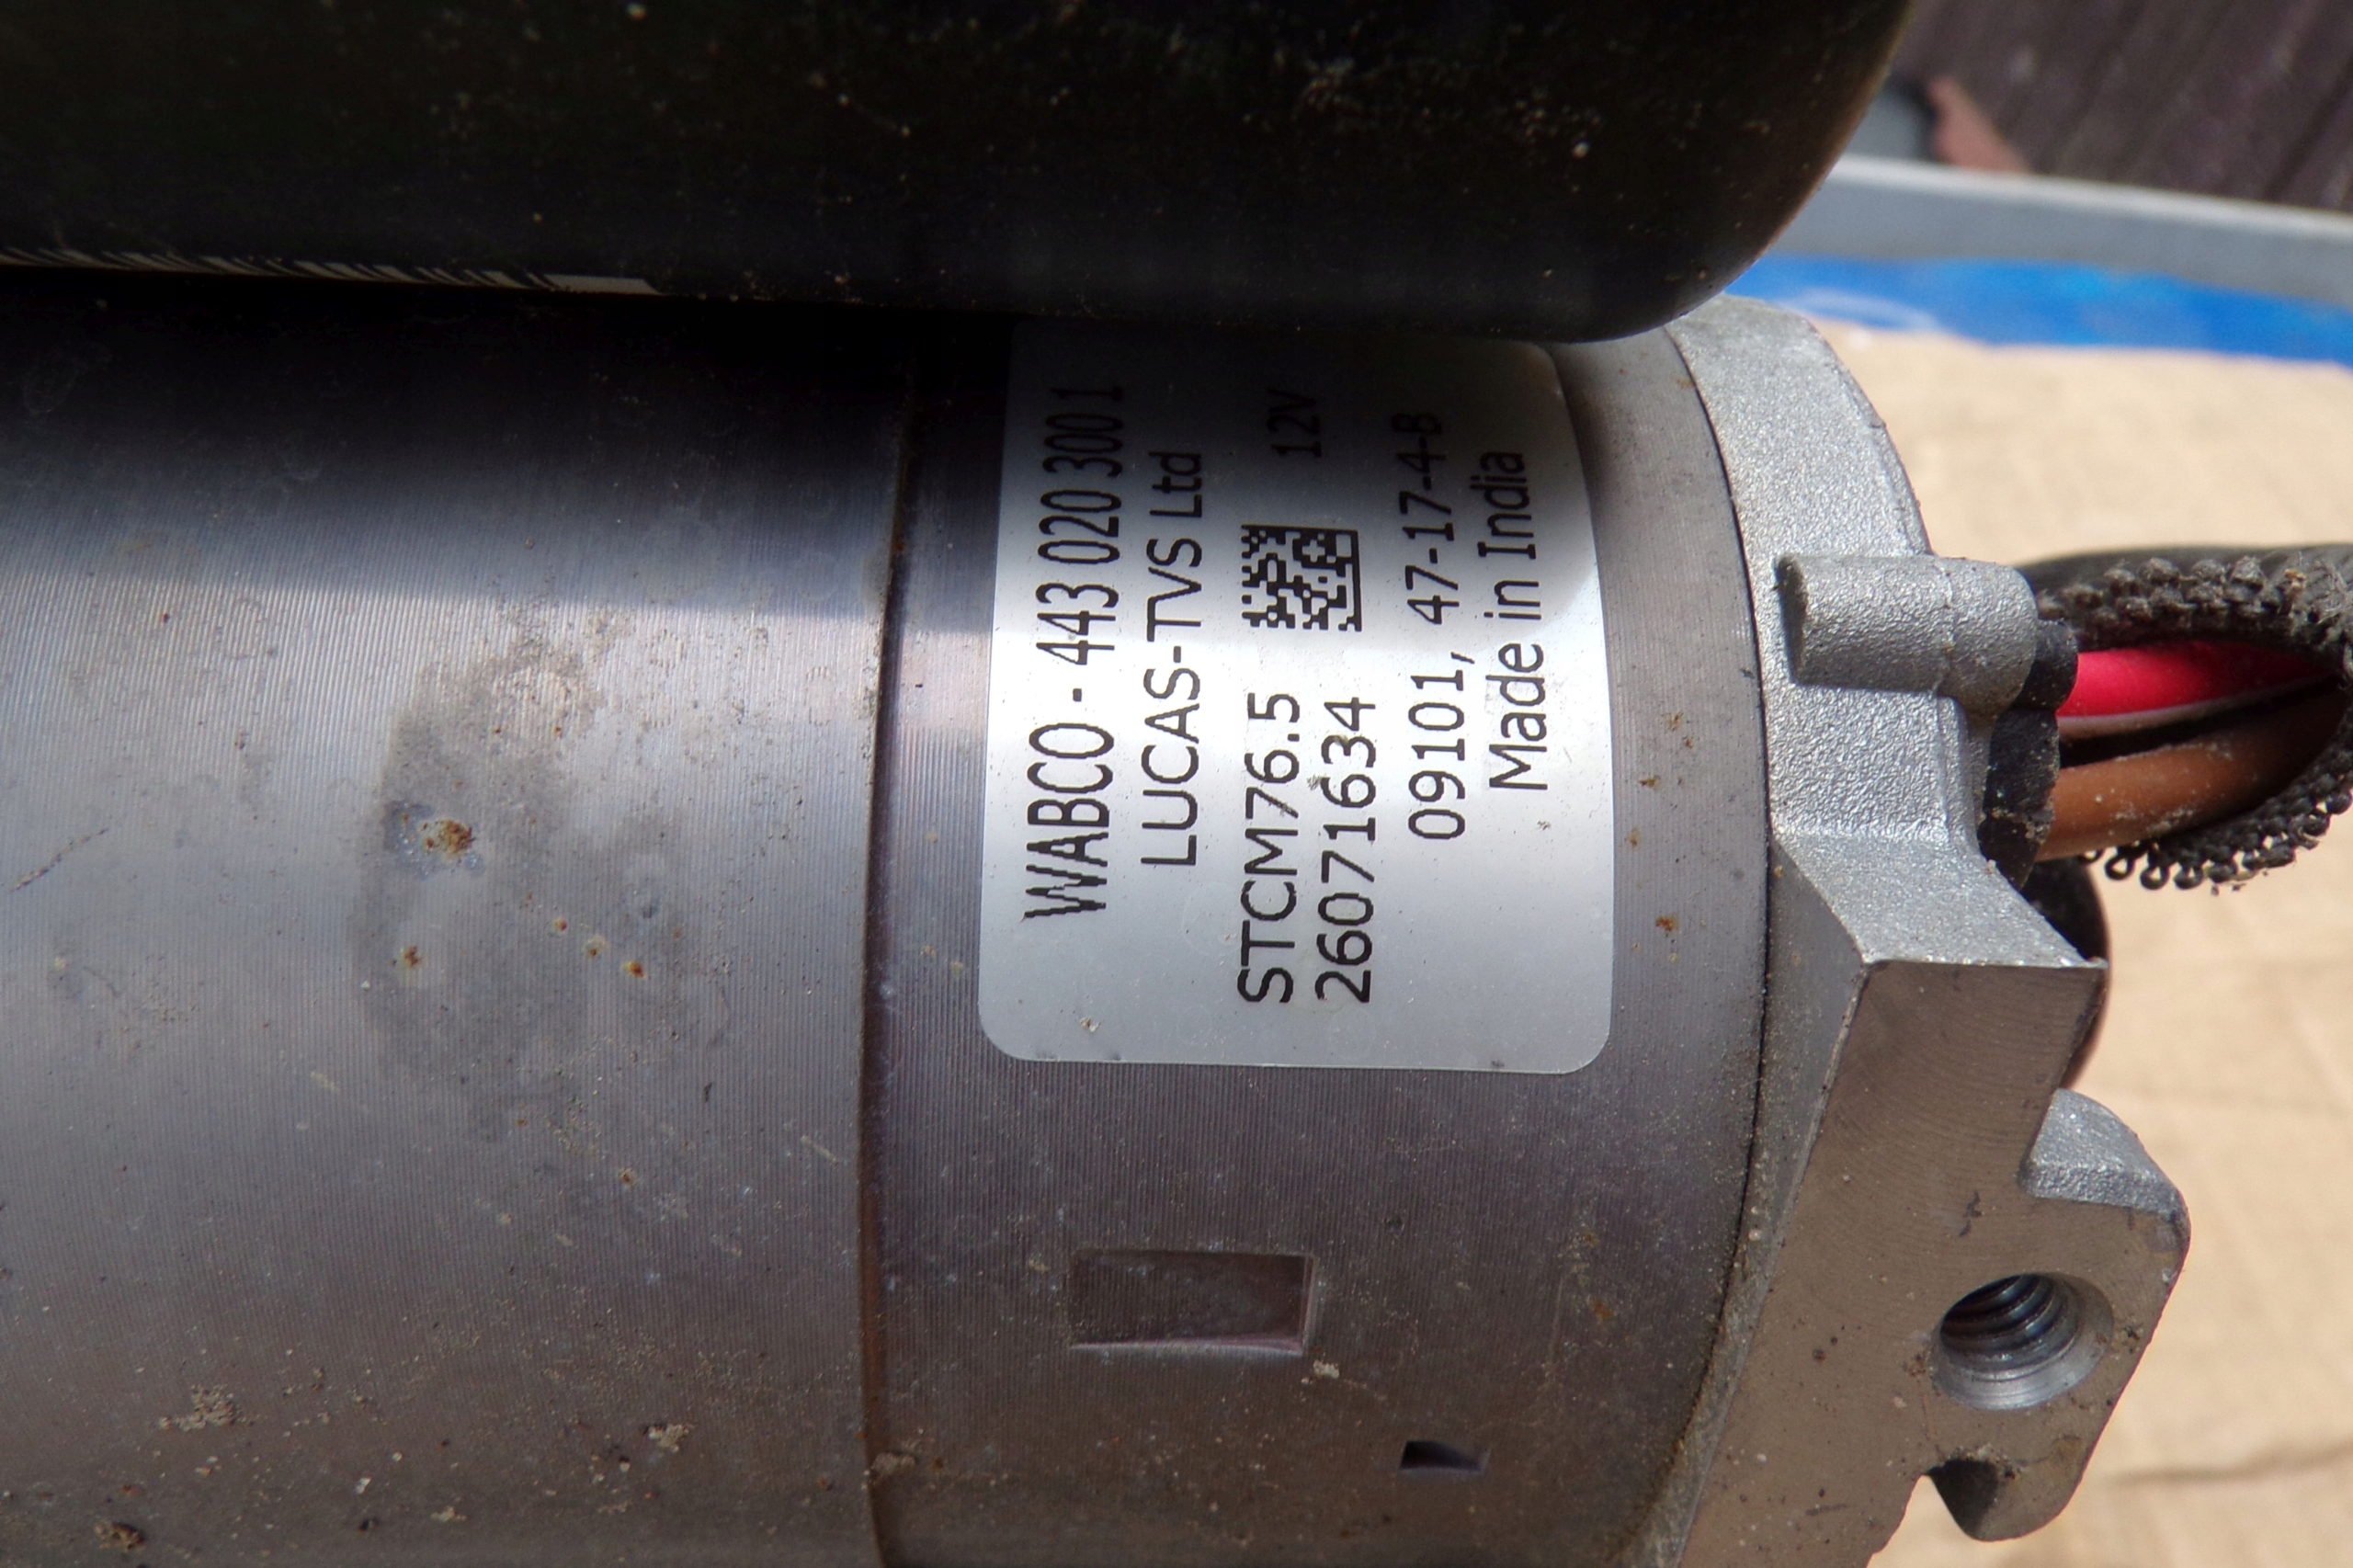 WABCO - 443 020 300 1
LUCAS-TVS Ltd
STCM76.5 12V
26071634
09101, 47-17-4-B
Made in India